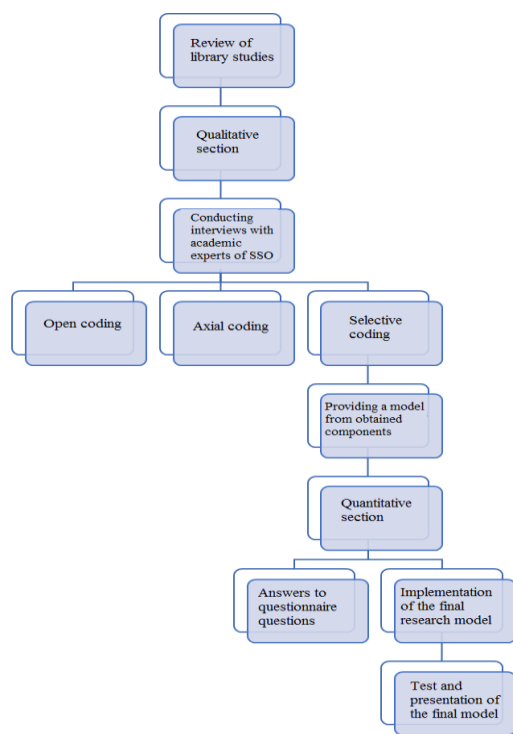 Review of
library studies
Qualitative
section
Conducting
interviews with
academic
experts of SSO
Open coding
Axial coding
Selective
coding
Providing a model
from obtained
components
Quantitative
section
Answers to
questionnaire
questions
Implementation
of the final
research model
Test and
presentation of
the final model